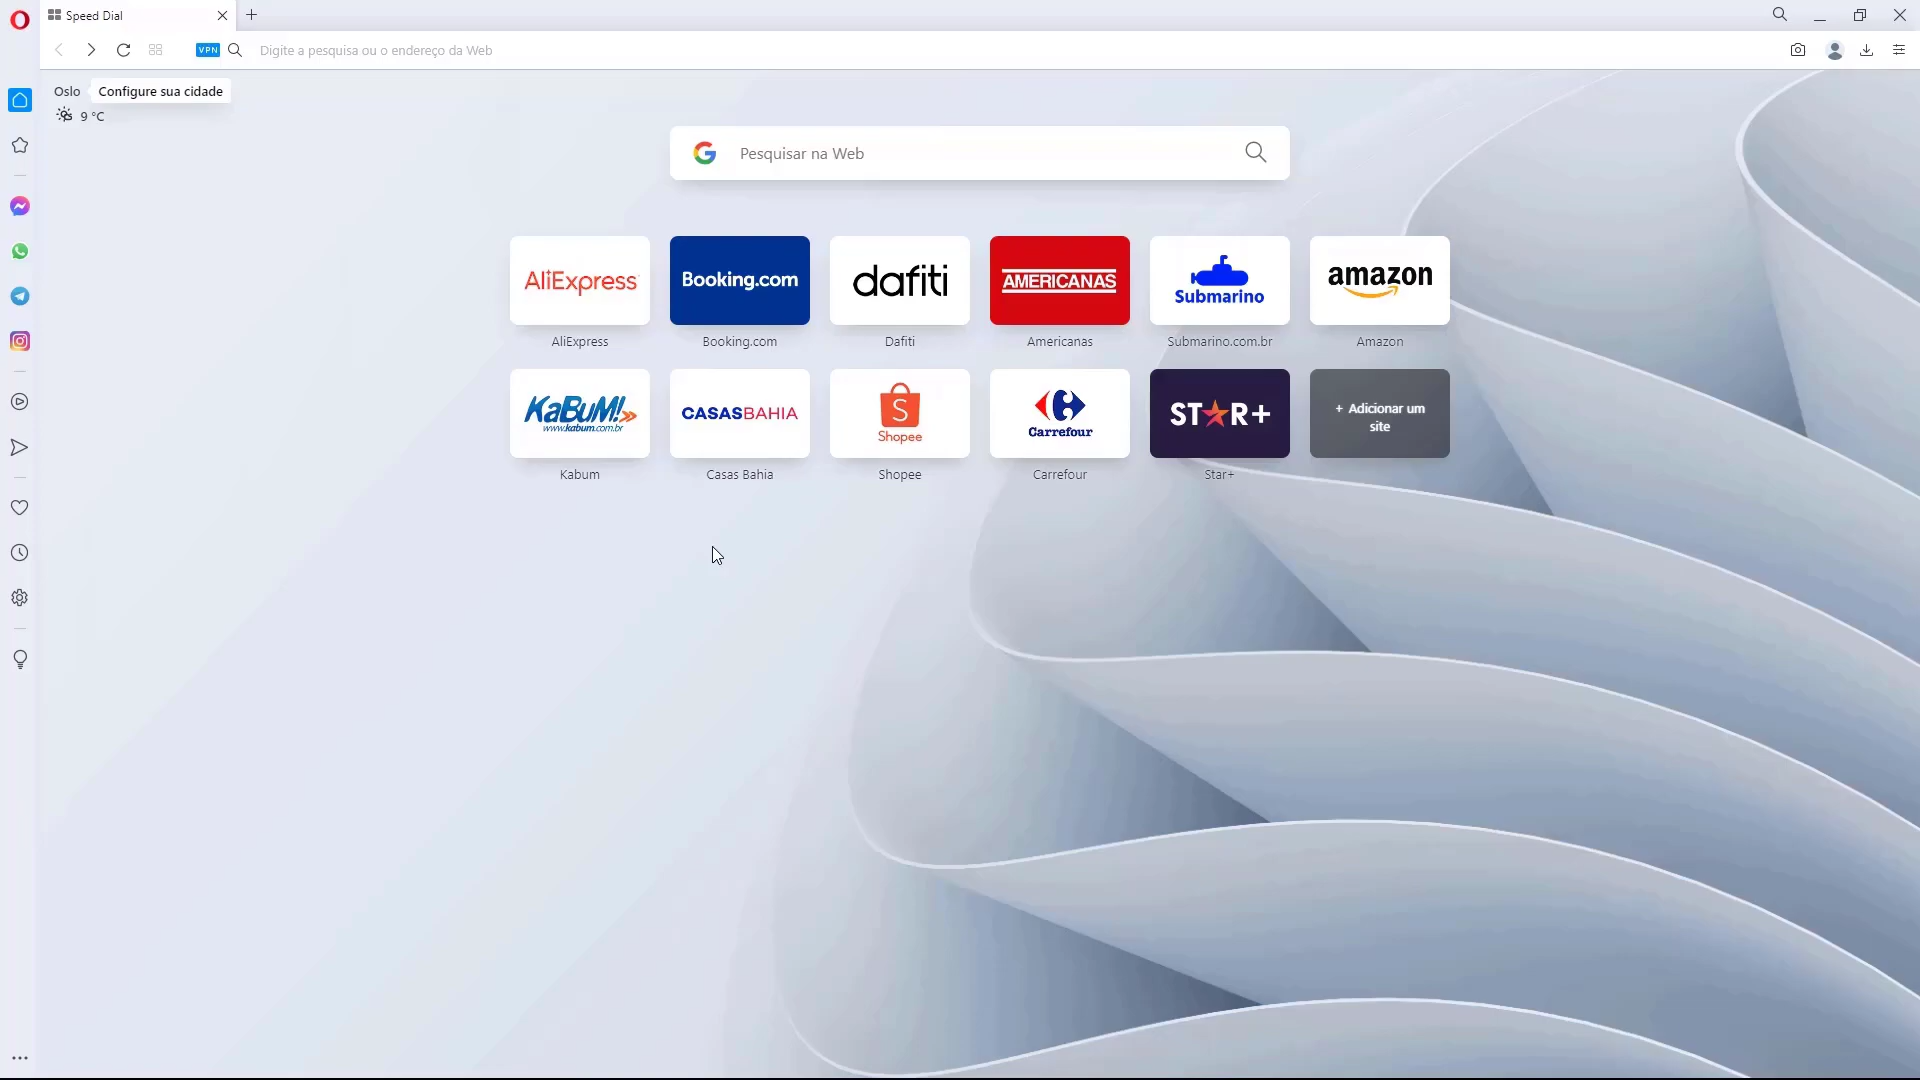 Speed Dial
VPN
Digite a pesquisa ou o endereço da Web
Oslo
Configure sua cidade
9 °C
Pesquisar na Web
AliExpress
Booking.com
dafiti
AMERICANAS
Submarino
amazon
AliExpress
Booking.com
Dafiti
Americanas
Submarino.com.br
Amazon
KaBuM!
www.kabum.com.br
CASASBAHIA
S
Shopee
Carrefour
ST★R+
+ Adicionar um
site
Kabum
Casas Bahia
Shopee
Carrefour
Star+